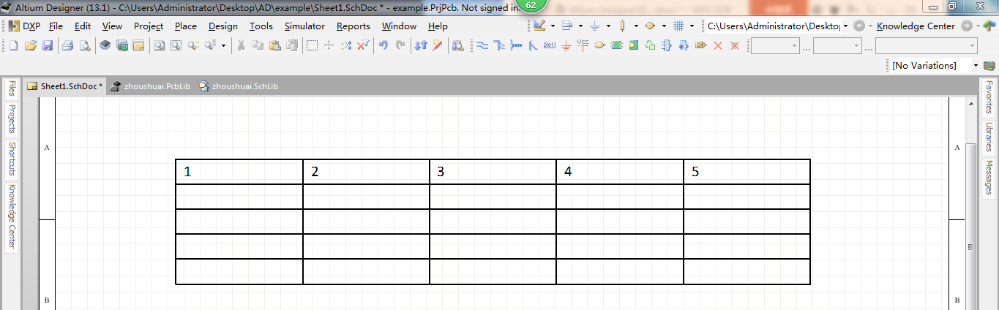 Altium Designer (13.1) - C:\Users\Administrator\Desktop\AD\example\Sheet1.SchDoc * - example.PrjPcb. Not signed in.
62
DXP File Edit View Project Place Design Tools Simulator Reports Window Help
C:\Users\Administrator\Desktop
Knowledge Center
Net
Vcc
D1
... ...
[No Variations]
Sheet1.SchDoc * zhoushuai.PcbLib zhoushuai.SchLib
Files
Projects
Shortcuts
Knowledge Center
Favorites
Libraries
Messages
A A
1 2 3 4 5
B B